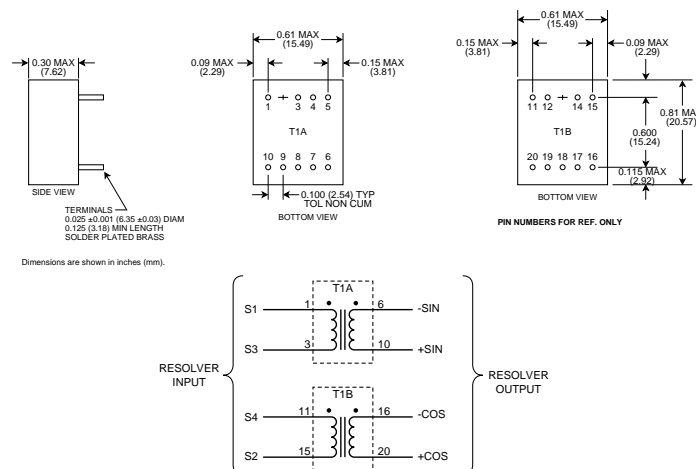 0.30 MAX
(7.62)
SIDE VIEW
TERMINALS
0.025 ±0.001 (6.35 ±0.03) DIAM
0.125 (3.18) MIN LENGTH
SOLDER PLATED BRASS
Dimensions are shown in inches (mm).
0.61 MAX
(15.49)
0.09 MAX
(2.29)
0.15 MAX
(3.81)
1 3 4 5
T1A
10 9 8 7 6
0.100 (2.54) TYP
TOL NON CUM
BOTTOM VIEW
0.61 MAX
(15.49)
0.15 MAX
(3.81)
0.09 MAX
(2.29)
11 12 14 15
T1B
20 19 18 17 16
0.81 MA
(20.57)
0.600
(15.24)
0.115 MAX
(2.92)
BOTTOM VIEW
PIN NUMBERS FOR REF. ONLY
T1A
S1 1 6 -SIN
S3 3 10 +SIN
RESOLVER
INPUT
RESOLVER
OUTPUT
T1B
S4 11 16 -COS
S2 15 20 +COS